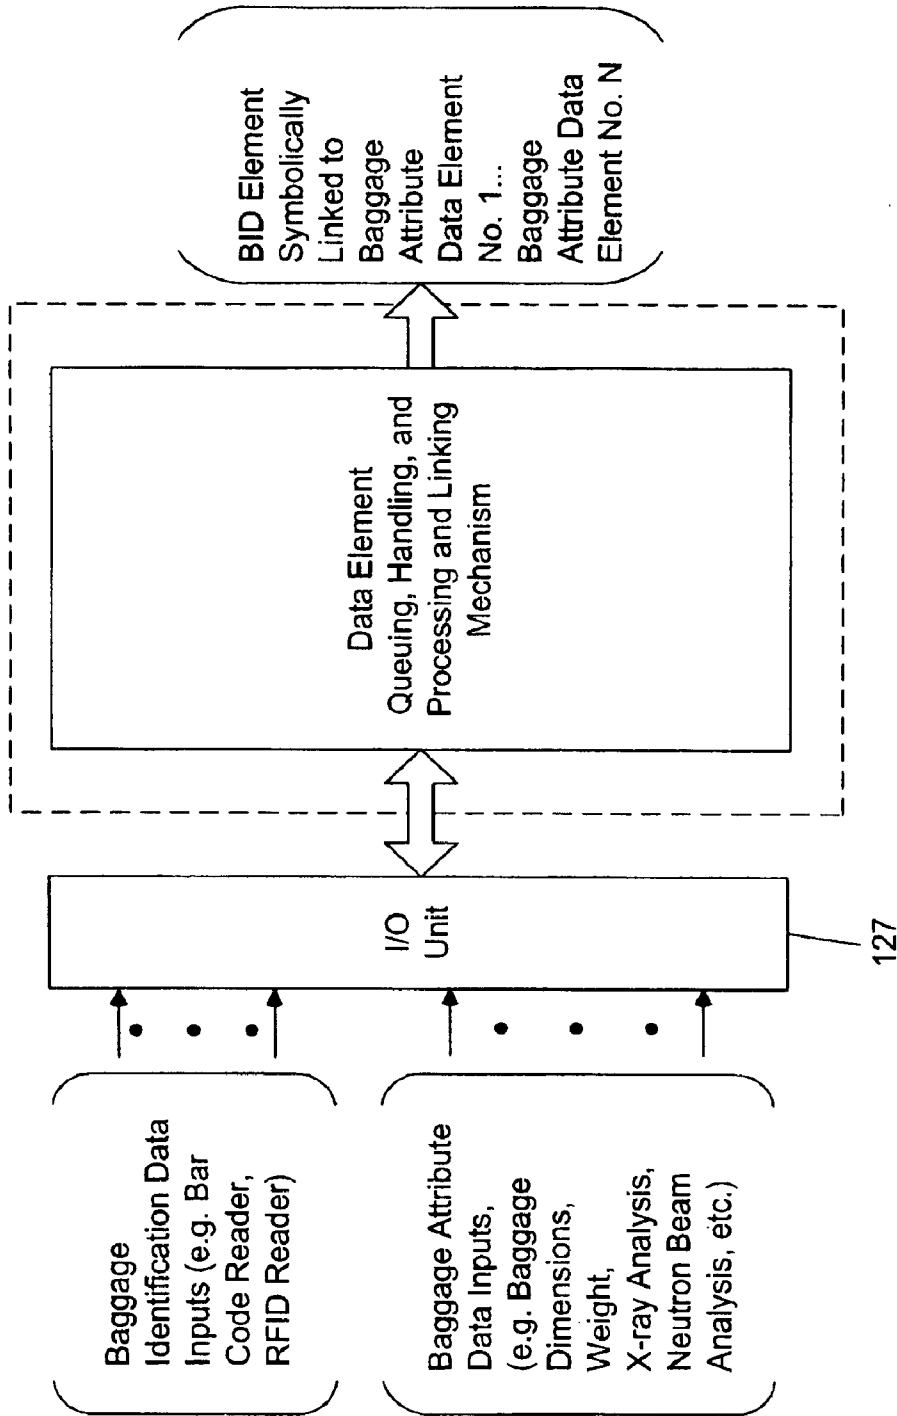 Baggage
Identification Data
Inputs (e.g. Bar
Code Reader,
RFID Reader)
Baggage Attribute
Data Inputs,
(e.g. Baggage
Dimensions,
Weight,
X-ray Analysis,
Neutron Beam
Analysis, etc.)
I/O
Unit
127
Data Element
Queuing, Handling, and
Processing and Linking
Mechanism
BID Element
Symbolically
Linked to
Baggage
Attribute
Data Element
No. 1...
Baggage
Attribute Data
Element No. N